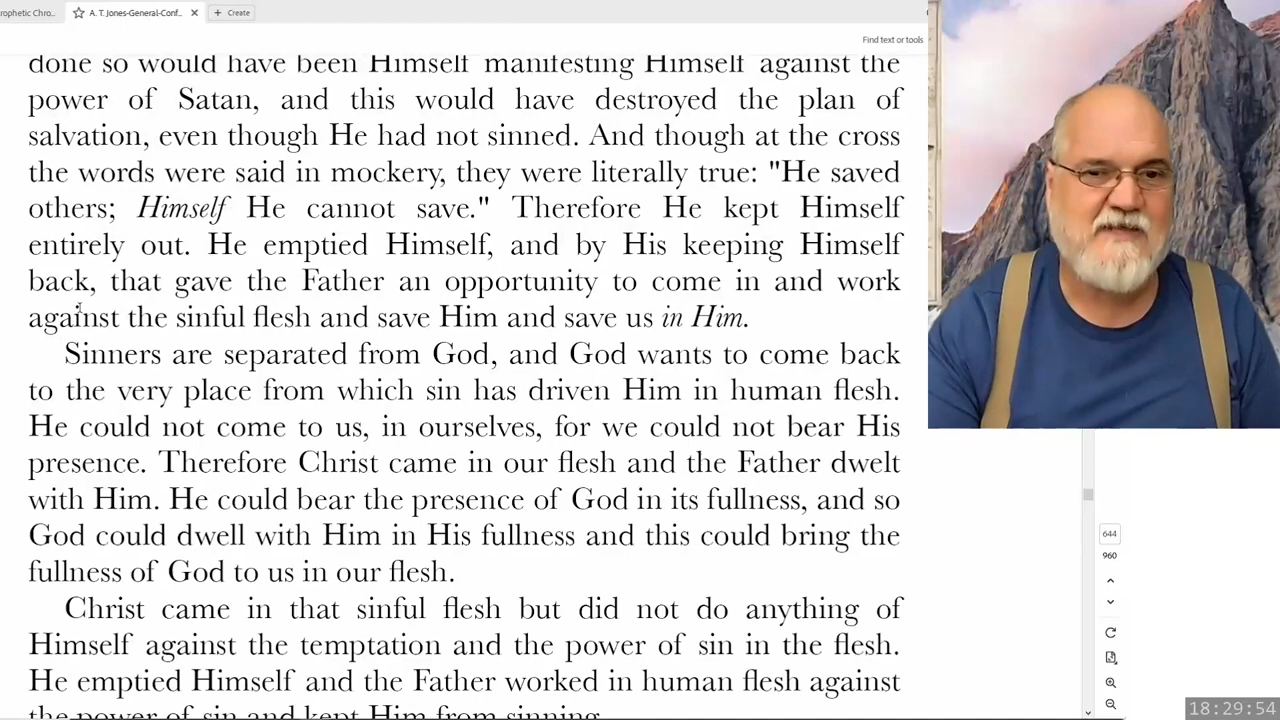 rophetic Chro..
A. T. Jones-General-Conf...
Create
Find text or tools
done so would have been Himself manifesting Himself against the
power of Satan, and this would have destroyed the plan of
salvation, even though He had not sinned. And though at the cross
the words were said in mockery, they were literally true: "He saved
others; Himself He cannot save." Therefore He kept Himself
entirely out. He emptied Himself, and by His keeping Himself
back, that gave the Father an opportunity to come in and work
against the sinful flesh and save Him and save us in Him.
Sinners are separated from God, and God wants to come back
to the very place from which sin has driven Him in human flesh.
He could not come to us, in ourselves, for we could not bear His
presence. Therefore Christ came in our flesh and the Father dwelt
with Him. He could bear the presence of God in its fullness, and so
God could dwell with Him in His fullness and this could bring the
fullness of God to us in our flesh.
Christ came in that sinful flesh but did not do anything of
Himself against the temptation and the power of sin in the flesh.
He emptied Himself and the Father worked in human flesh against
the power of sin and kept Him from sinning.
644
960
18:29:54